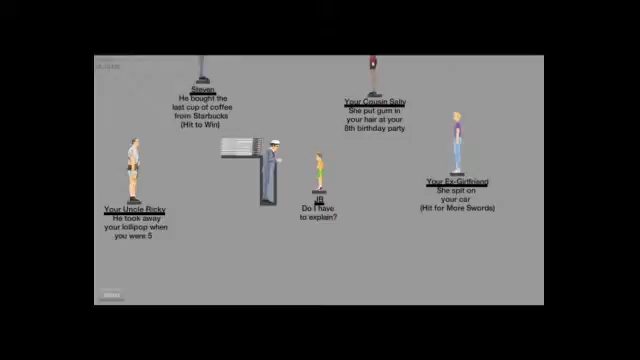 Steven
He bought the
last cup of coffee
from Starbucks
(Hit to Win)
Your Cousin Sally
She put gum in
your hair at your
8th birthday party
Your Uncle Ricky
He took away
your lollipop when
you were 5
JB
Do I have
to explain?
Your Ex-Girlfriend
She spit on
your car
(Hit for More Swords)